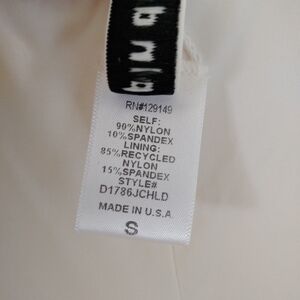 RN#129149
SELF:
90%NYLON
10%SPANDEX
LINING:
85%RECYCLED
NYLON
15%SPANDEX
STYLE#
D1786JCHLD
MADE IN U.S.A
S